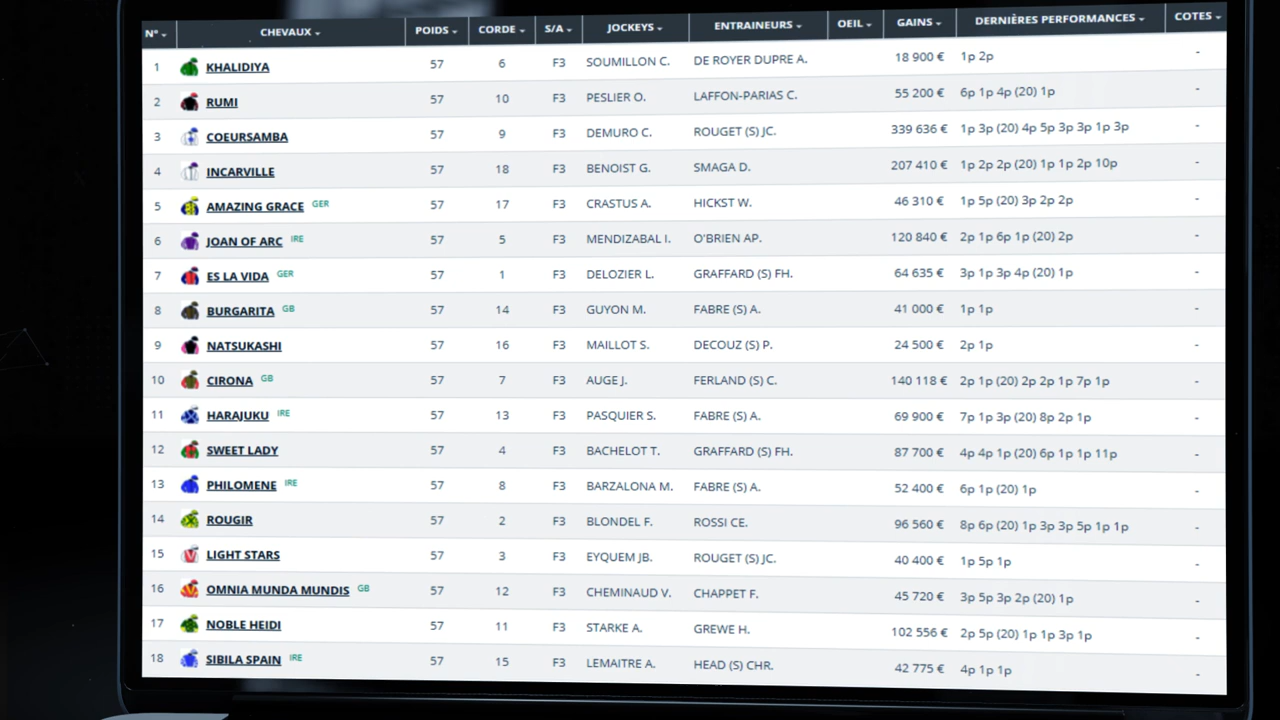 N° CHEVAUX POIDS CORDE S/A JOCKEYS ENTRAINEURS OEIL GAINS DERNIÈRES PERFORMANCES COTES
1 KHALIDIYA 57 6 F3 SOUMILLON C. DE ROYER DUPRE A. 18 900 € 1p 2p -
2 RUMI 57 10 F3 PESLIER O. LAFFON-PARIAS C. 55 200 € 6p 1p 4p (20) 1p -
3 COEURSAMBA 57 9 F3 DEMURO C. ROUGET (S) JC. 339 636 € 1p 3p (20) 4p 5p 3p 3p 1p 3p -
4 INCARVILLE 57 18 F3 BENOIST G. SMAGA D. 207 410 € 1p 2p 2p (20) 1p 1p 2p 10p -
5 AMAZING GRACE GER 57 17 F3 CRASTUS A. HICKST W. 46 310 € 1p 5p (20) 3p 2p 2p -
6 JOAN OF ARC IRE 57 5 F3 MENDIZABAL I. O'BRIEN AP. 120 840 € 2p 1p 6p 1p (20) 2p -
7 ES LA VIDA GER 57 1 F3 DELOZIER L. GRAFFARD (S) FH. 64 635 € 3p 1p 3p 4p (20) 1p -
8 BURGARITA GB 57 14 F3 GUYON M. FABRE (S) A. 41 000 € 1p 1p -
9 NATSUKASHI 57 16 F3 MAILLOT S. DECOUZ (S) P. 24 500 € 2p 1p -
10 CIRONA GB 57 7 F3 AUGE J. FERLAND (S) C. 140 118 € 2p 1p (20) 2p 2p 1p 7p 1p -
11 HARAJUKU IRE 57 13 F3 PASQUIER S. FABRE (S) A. 69 900 € 7p 1p 3p (20) 8p 2p 1p -
12 SWEET LADY 57 4 F3 BACHELOT T. GRAFFARD (S) FH. 87 700 € 4p 4p 1p (20) 6p 1p 1p 11p -
13 PHILOMENE IRE 57 8 F3 BARZALONA M. FABRE (S) A. 52 400 € 6p 1p (20) 1p -
14 ROUGIR 57 2 F3 BLONDEL F. ROSSI CE. 96 560 € 8p 6p (20) 1p 3p 3p 5p 1p 1p -
15 LIGHT STARS 57 3 F3 EYQUEM JB. ROUGET (S) JC. 40 400 € 1p 5p 1p -
16 OMNIA MUNDA MUNDIS GB 57 12 F3 CHEMINAUD V. CHAPPET F. 45 720 € 3p 5p 3p 2p (20) 1p -
17 NOBLE HEIDI 57 11 F3 STARKE A. GREWE H. 102 556 € 2p 5p (20) 1p 1p 3p 1p -
18 SIBILA SPAIN IRE 57 15 F3 LEMAITRE A. HEAD (S) CHR. 42 775 € 4p 1p 1p -